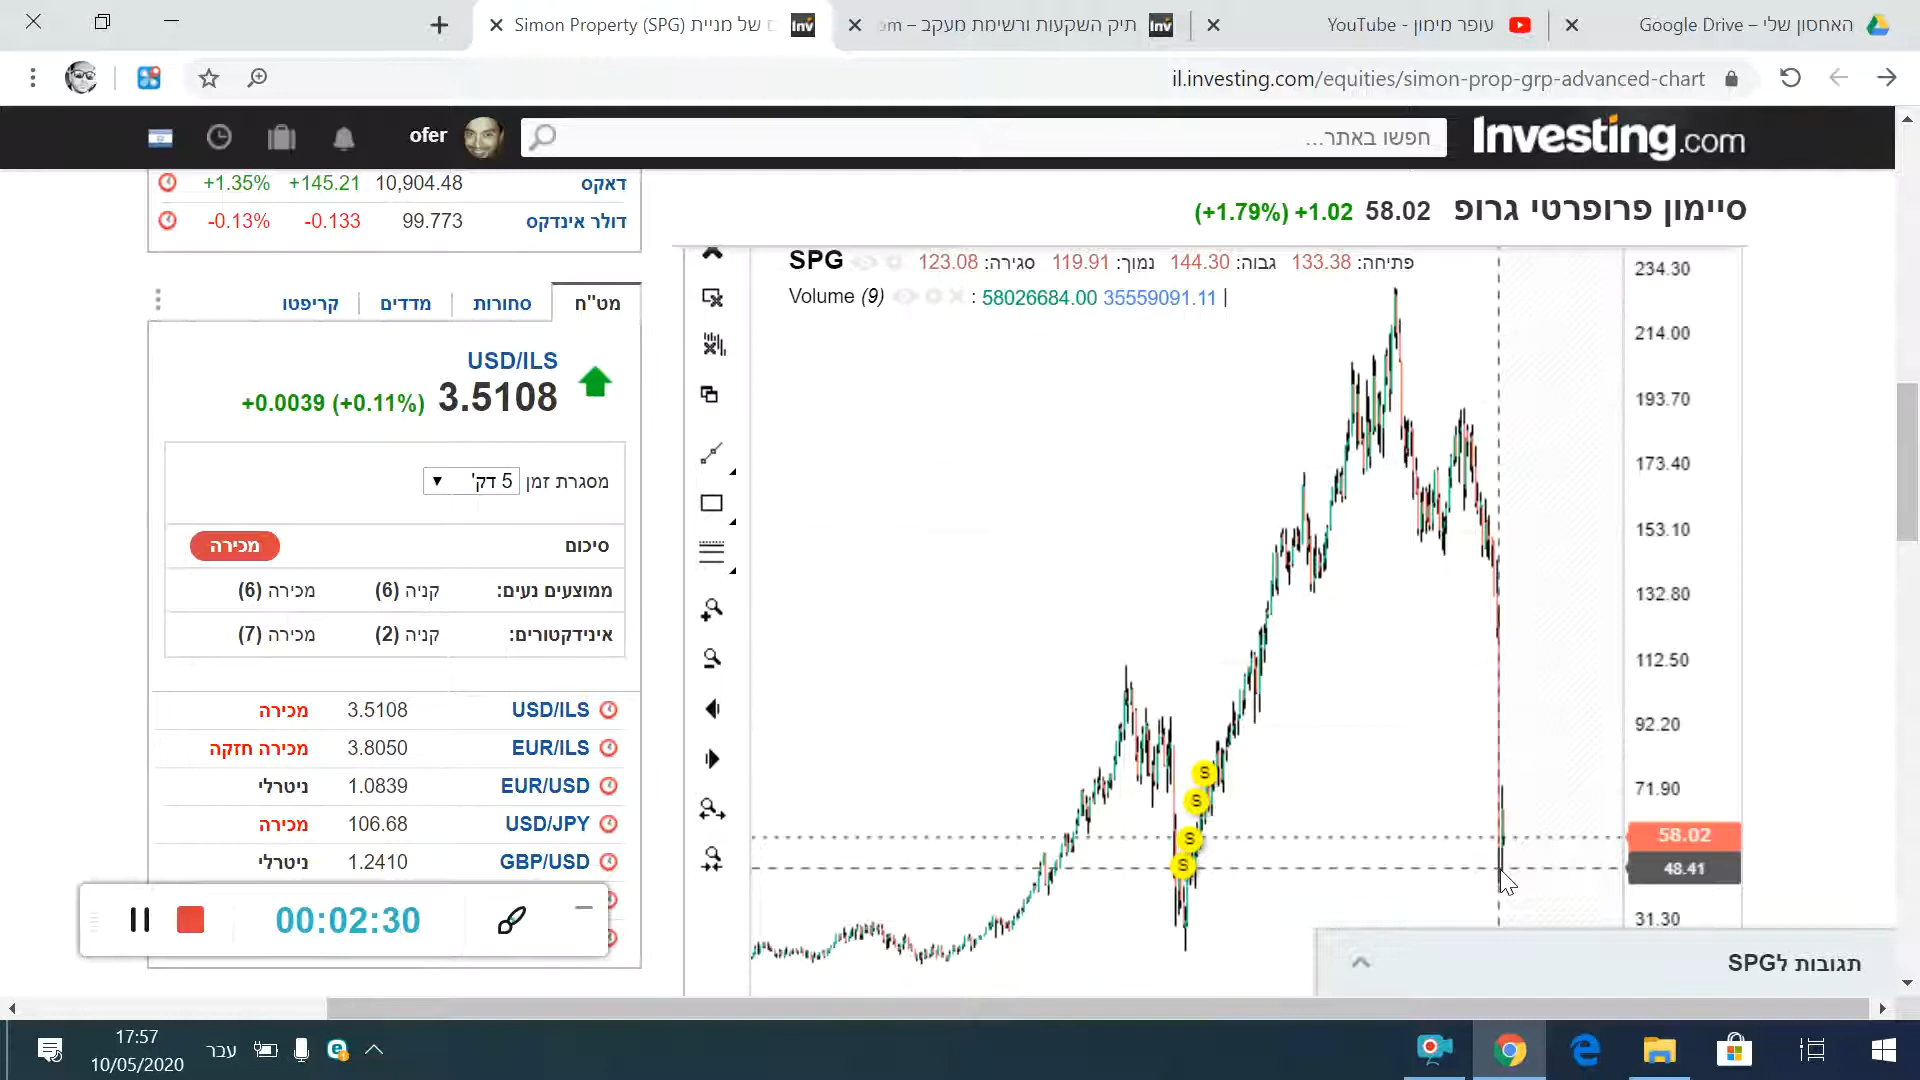 Simon Property (SPG) ס של מניית
תיק השקעות ורשימת מעקב – om
עופר מימון - YouTube
האחסון שלי – Google Drive
il.investing.com/equities/simon-prop-grp-advanced-chart
ofer
חפשו באתר...
Investing.com
דאקס 10,904.48 +145.21 +1.35%
דולר אינדקס 99.773 -0.133 -0.13%
סיימון פרופרטי גרופ 58.02 +1.02 (+1.79%)
מט"ח סחורות מדדים קריפטו
USD/ILS
3.5108 +0.0039 (+0.11%)
מסגרת זמן 5 דק'
סיכום מכירה
ממוצעים נעים: קניה (6) מכירה (6)
אינידקטורים: קניה (2) מכירה (7)
USD/ILS 3.5108 מכירה
EUR/ILS 3.8050 מכירה חזקה
EUR/USD 1.0839 ניטרלי
USD/JPY 106.68 מכירה
GBP/USD 1.2410 ניטרלי
00:02:30
SPG פתיחה: 133.38 גבוה: 144.30 נמוך: 119.91 סגירה: 123.08
Volume (9) : 58026684.00 35559091.11
234.30
214.00
193.70
173.40
153.10
132.80
112.50
92.20
71.90
58.02
48.41
31.30
S
S
S
S
תגובות לSPG
17:57
10/05/2020
עבר